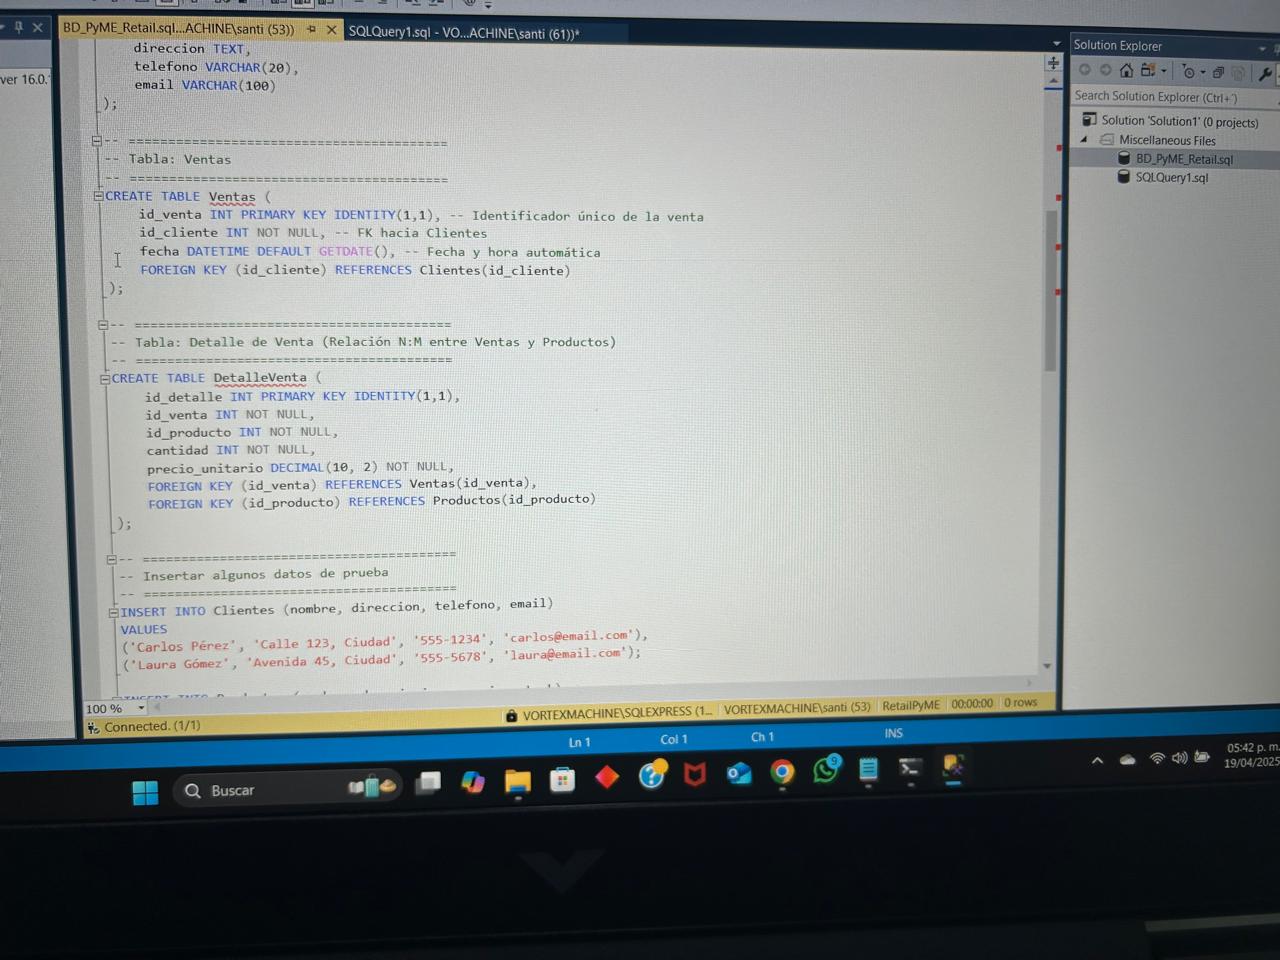 BD_PyME_Retail.sql...ACHINE\santi (53))
SQLQuery1.sql - VO...ACHINE\santi (61))*
Solution Explorer
ver 16.0.
Search Solution Explorer (Ctrl+´)
Solution 'Solution1' (0 projects)
Miscellaneous Files
BD_PyME_Retail.sql
SQLQuery1.sql
direccion TEXT,
telefono VARCHAR(20),
email VARCHAR(100)
);
-- ========================================
-- Tabla: Ventas
-- ========================================
CREATE TABLE Ventas (
id_venta INT PRIMARY KEY IDENTITY(1,1), -- Identificador único de la venta
id_cliente INT NOT NULL, -- FK hacia Clientes
fecha DATETIME DEFAULT GETDATE(), -- Fecha y hora automática
FOREIGN KEY (id_cliente) REFERENCES Clientes(id_cliente)
);
-- ========================================
-- Tabla: Detalle de Venta (Relación N:M entre Ventas y Productos)
-- ========================================
CREATE TABLE DetalleVenta (
id_detalle INT PRIMARY KEY IDENTITY(1,1),
id_venta INT NOT NULL,
id_producto INT NOT NULL,
cantidad INT NOT NULL,
precio_unitario DECIMAL(10, 2) NOT NULL,
FOREIGN KEY (id_venta) REFERENCES Ventas(id_venta),
FOREIGN KEY (id_producto) REFERENCES Productos(id_producto)
);
-- ========================================
-- Insertar algunos datos de prueba
-- ========================================
INSERT INTO Clientes (nombre, direccion, telefono, email)
VALUES
('Carlos Pérez', 'Calle 123, Ciudad', '555-1234', 'carlos@email.com'),
('Laura Gómez', 'Avenida 45, Ciudad', '555-5678', 'laura@email.com');
100 %
Connected. (1/1)
VORTEXMACHINE\SQLEXPRESS (1...
VORTEXMACHINE\santi (53)
RetailPyME
00:00:00
0 rows
Ln 1
Col 1
Ch 1
INS
Buscar
9
05:42 p. m.
19/04/2025